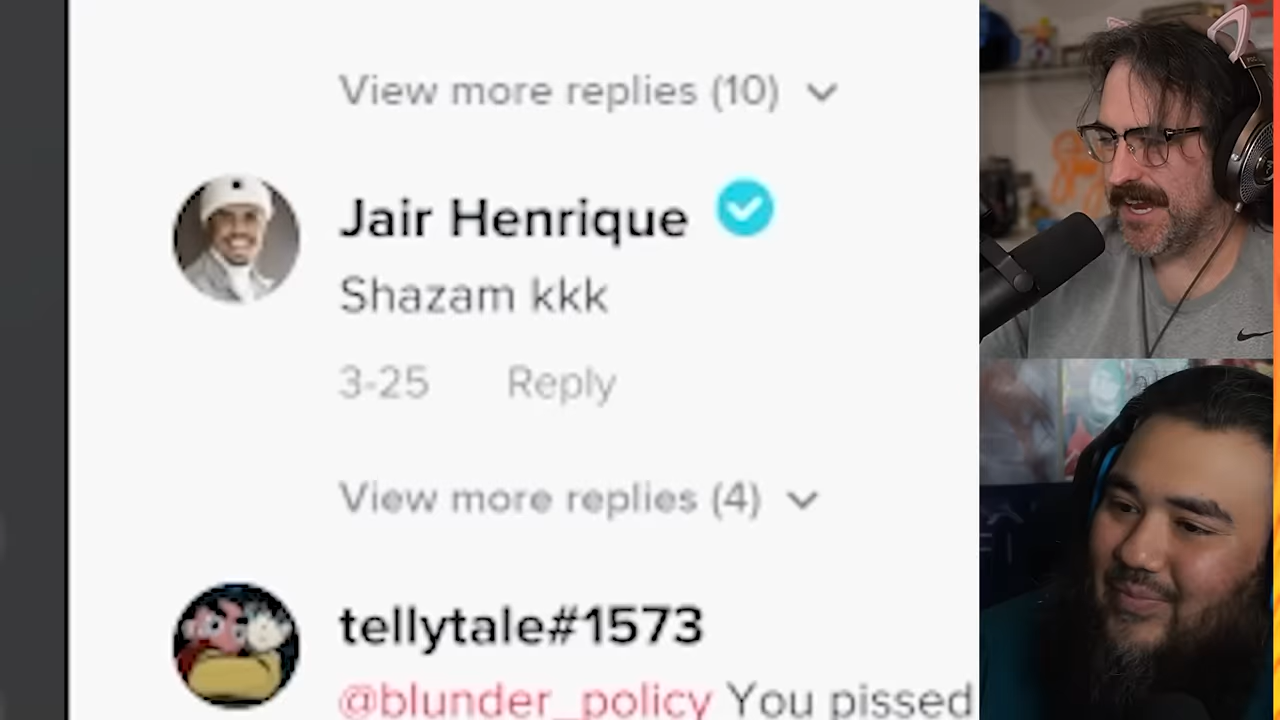 View more replies (10)
Jair Henrique
Shazam kkk
3-25 Reply
View more replies (4)
tellytale#1573
@blunder_policy You pissed